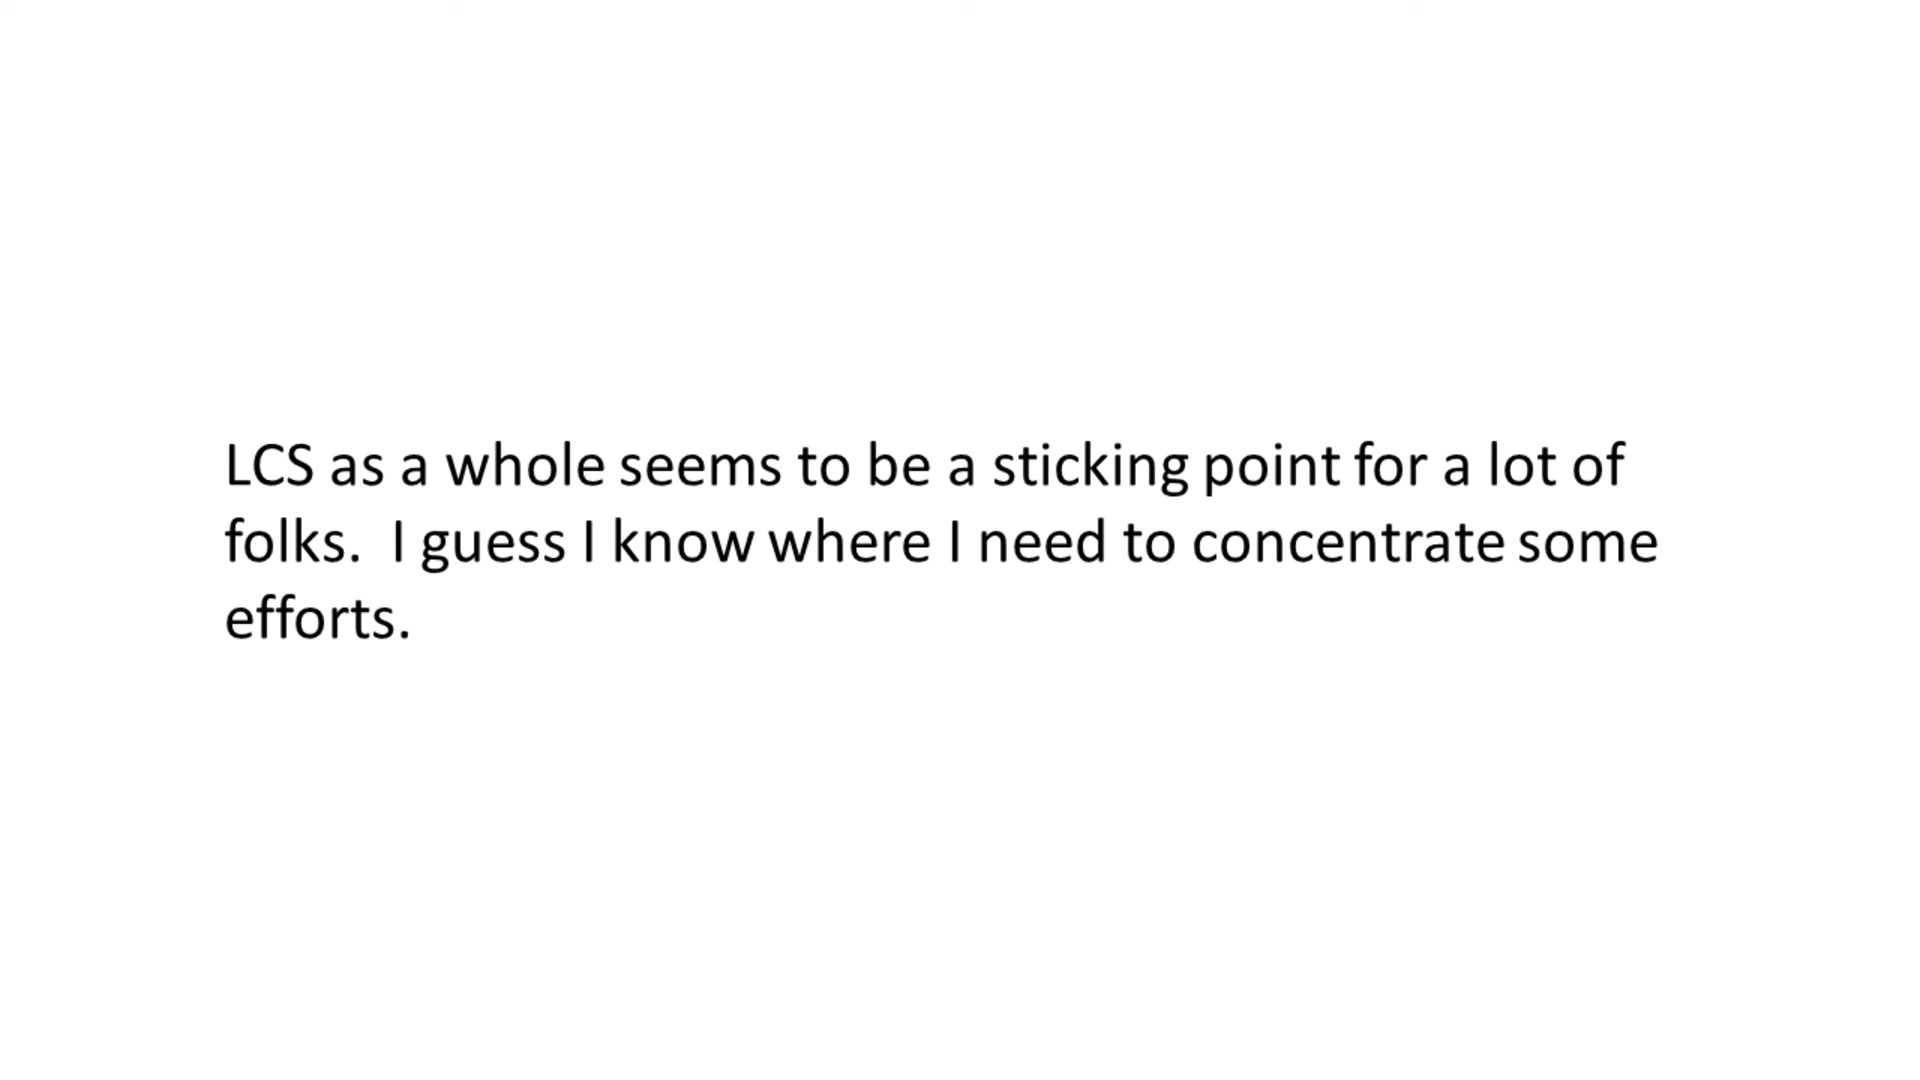 LCS as a whole seems to be a sticking point for a lot of
folks.  I guess I know where I need to concentrate some
efforts.